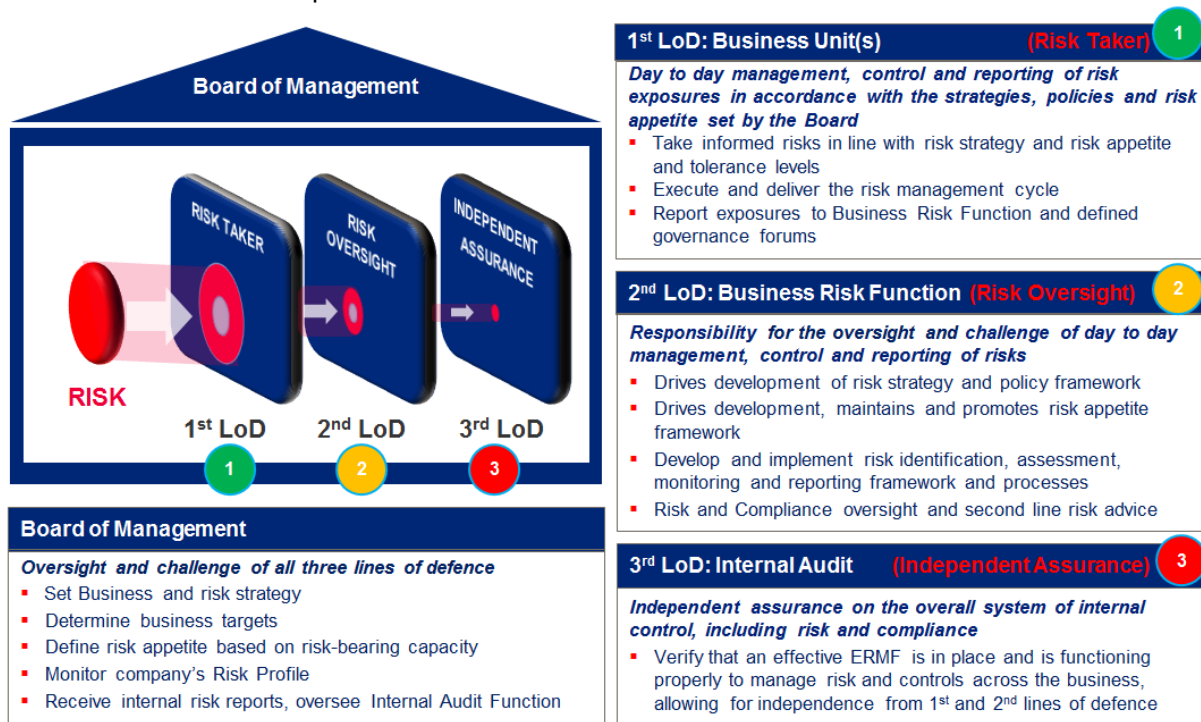 Board of Management
RISK TAKER
RISK
OVERSIGHT
INDEPENDENT
ASSURANCE
RISK
1st LoD
2nd LoD
3rd LoD
1
2
3
Board of Management
Oversight and challenge of all three lines of defence
▪ Set Business and risk strategy
▪ Determine business targets
▪ Define risk appetite based on risk-bearing capacity
▪ Monitor company's Risk Profile
▪ Receive internal risk reports, oversee Internal Audit Function
1st LoD: Business Unit(s) (Risk Taker) 1
Day to day management, control and reporting of risk
exposures in accordance with the strategies, policies and risk
appetite set by the Board
▪ Take informed risks in line with risk strategy and risk appetite
and tolerance levels
▪ Execute and deliver the risk management cycle
▪ Report exposures to Business Risk Function and defined
governance forums
2nd LoD: Business Risk Function (Risk Oversight) 2
Responsibility for the oversight and challenge of day to day
management, control and reporting of risks
▪ Drives development of risk strategy and policy framework
▪ Drives development, maintains and promotes risk appetite
framework
▪ Develop and implement risk identification, assessment,
monitoring and reporting framework and processes
▪ Risk and Compliance oversight and second line risk advice
3rd LoD: Internal Audit (Independent Assurance) 3
Independent assurance on the overall system of internal
control, including risk and compliance
▪ Verify that an effective ERMF is in place and is functioning
properly to manage risk and controls across the business,
allowing for independence from 1st and 2nd lines of defence